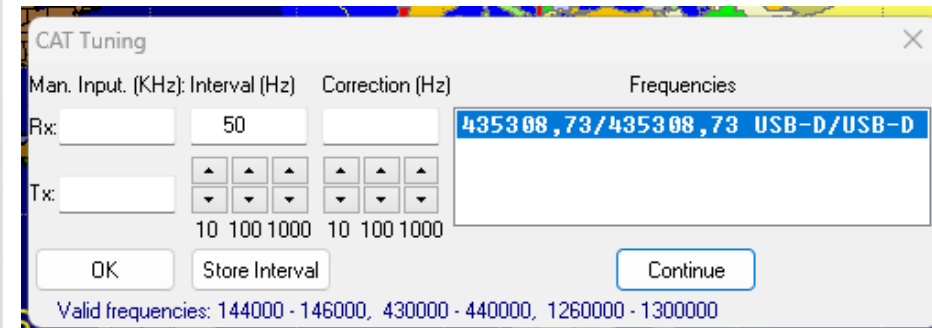 CAT Tuning
Man. Input. (KHz): Interval (Hz) Correction (Hz) Frequencies
Rx: 50 435308,73/435308,73 USB-D/USB-D
Tx:
10 100 1000 10 100 1000
OK Store Interval Continue
Valid frequencies: 144000 - 146000, 430000 - 440000, 1260000 - 1300000